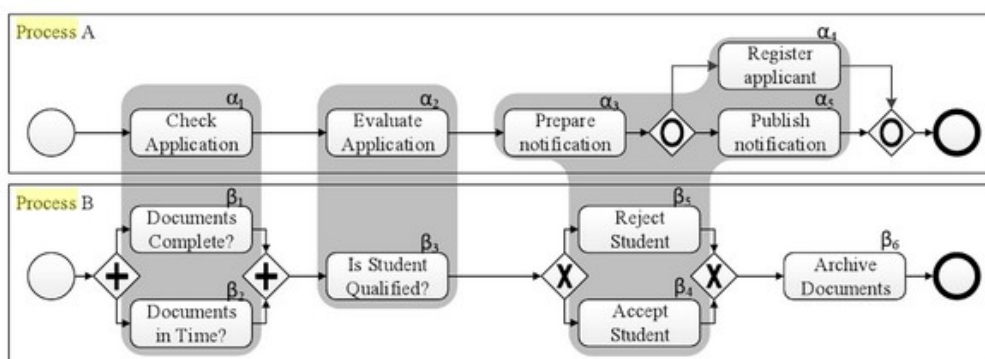 Process A
α₁
Check
Application
α₂
Evaluate
Application
α₃
Prepare
notification
α₄
Register
applicant
α₅
Publish
notification
Process B
β₁
Documents
Complete?
β₂
Documents
in Time?
β₃
Is Student
Qualified?
β₅
Reject
Student
β₄
Accept
Student
β₆
Archive
Documents